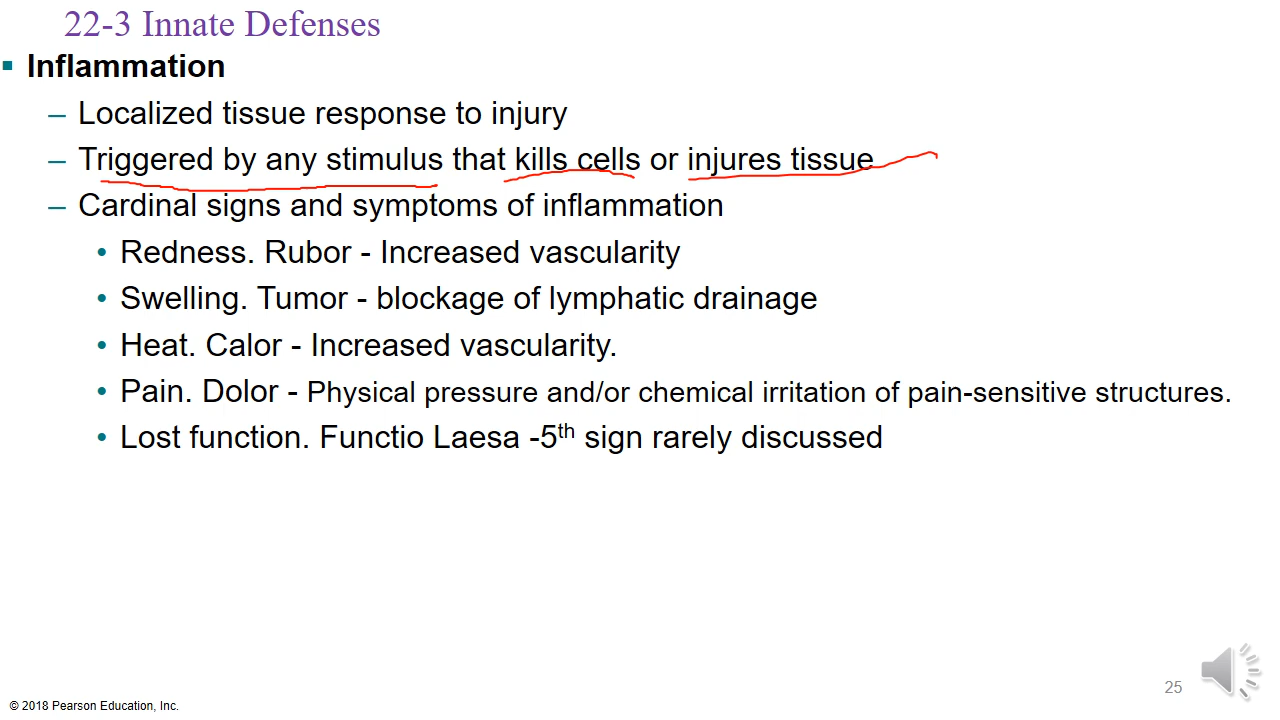 22-3 Innate Defenses
▪ Inflammation
– Localized tissue response to injury
– Triggered by any stimulus that kills cells or injures tissue
– Cardinal signs and symptoms of inflammation
• Redness. Rubor - Increased vascularity
• Swelling. Tumor - blockage of lymphatic drainage
• Heat. Calor - Increased vascularity.
• Pain. Dolor - Physical pressure and/or chemical irritation of pain-sensitive structures.
• Lost function. Functio Laesa -5th sign rarely discussed
25
© 2018 Pearson Education, Inc.